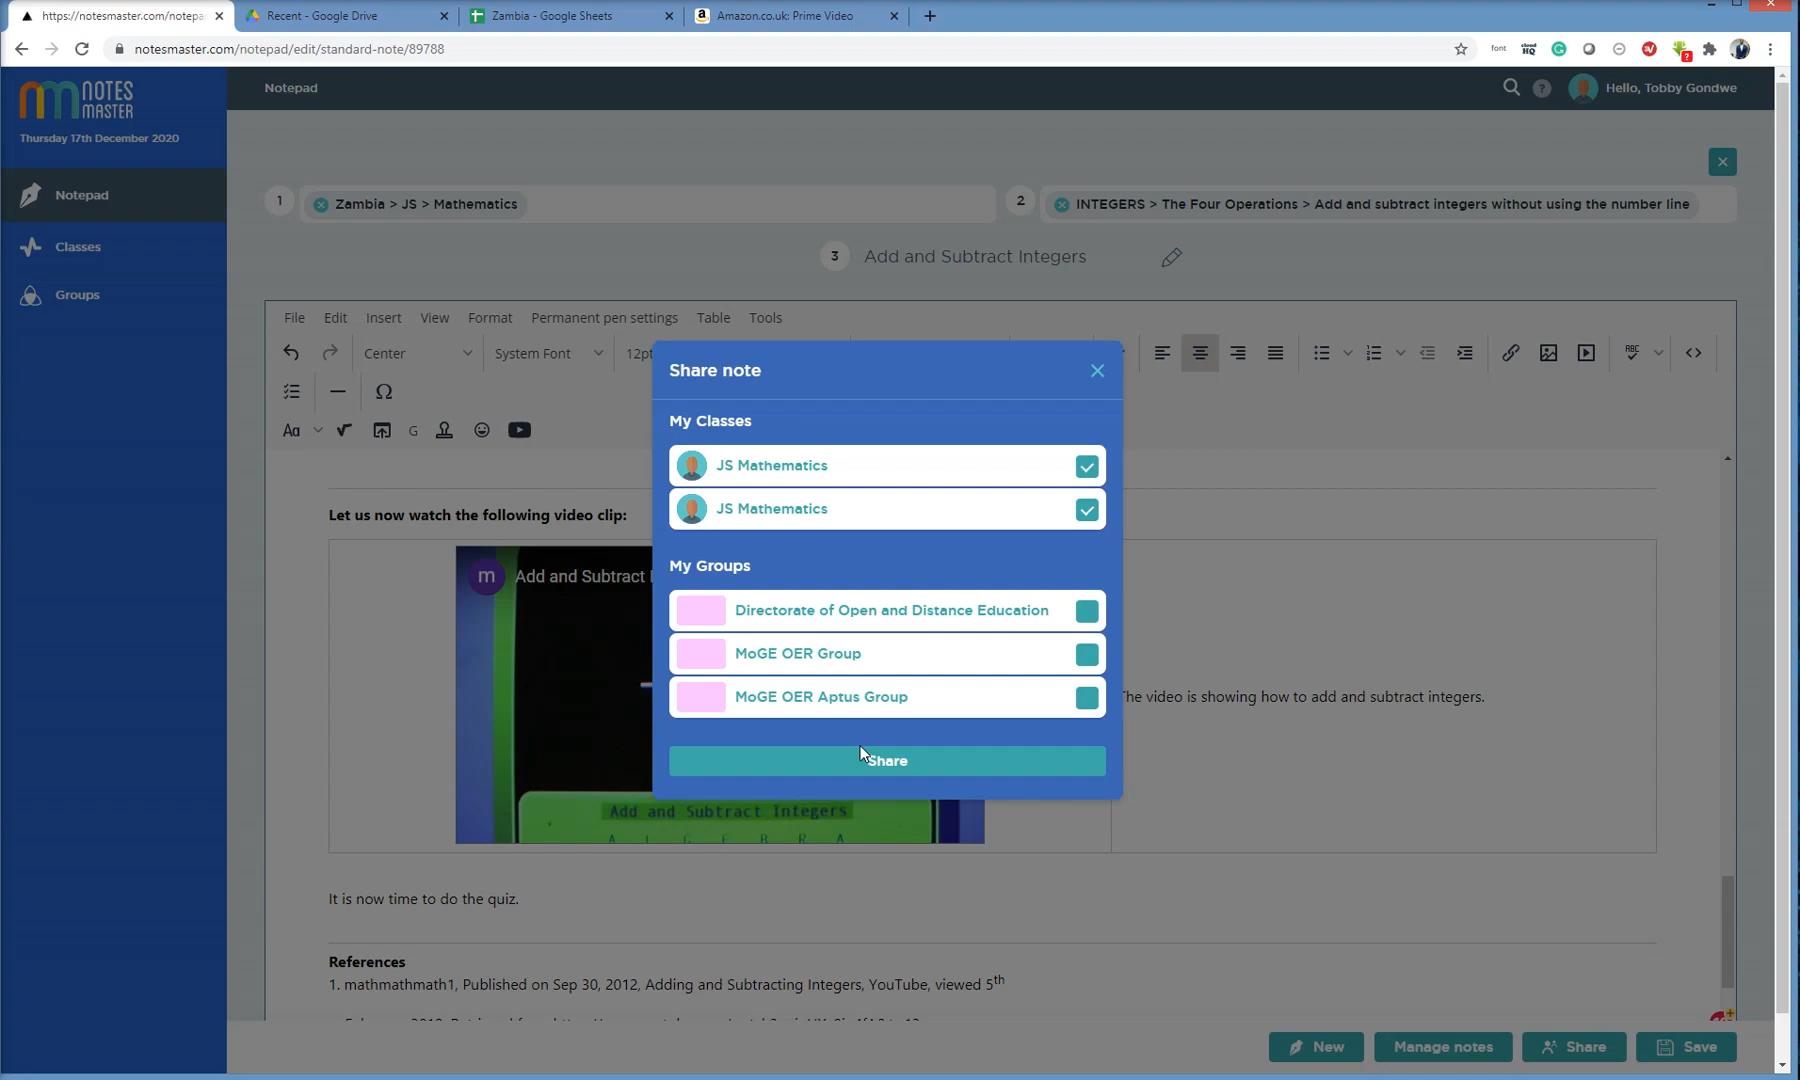 https://notesmaster.com/notepa
Recent - Google Drive
Zambia - Google Sheets
Amazon.co.uk: Prime Video
notesmaster.com/notepad/edit/standard-note/89788
font
cloud HQ
NOTES
MASTER
Thursday 17th December 2020
Notepad
Classes
Groups
Notepad
Hello, Tobby Gondwe
1 Zambia > JS > Mathematics
2 INTEGERS > The Four Operations > Add and subtract integers without using the number line
3 Add and Subtract Integers
File Edit Insert View Format Permanent pen settings Table Tools
Center System Font 12pt
ABC
Ω
Aa G
Share note
My Classes
JS Mathematics
JS Mathematics
My Groups
Directorate of Open and Distance Education
MoGE OER Group
MoGE OER Aptus Group
Share
Let us now watch the following video clip:
m Add and Subtract
The video is showing how to add and subtract integers.
Add and Subtract Integers
A L G E B R A
It is now time to do the quiz.
References
1. mathmathmath1, Published on Sep 30, 2012, Adding and Subtracting Integers, YouTube, viewed 5th
New Manage notes Share Save